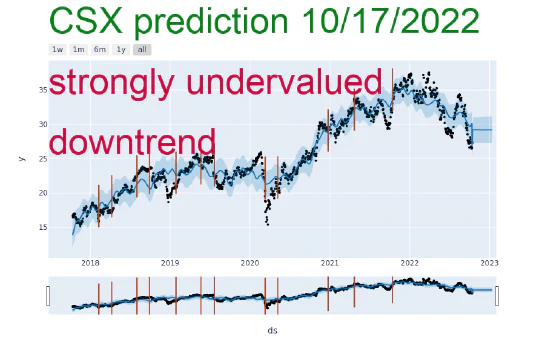 CSX prediction 10/17/2022
1w 1m 6m 1y all
strongly undervalued
downtrend
35
30
25
20
15
y
2018 2019 2020 2021 2022 2023
ds